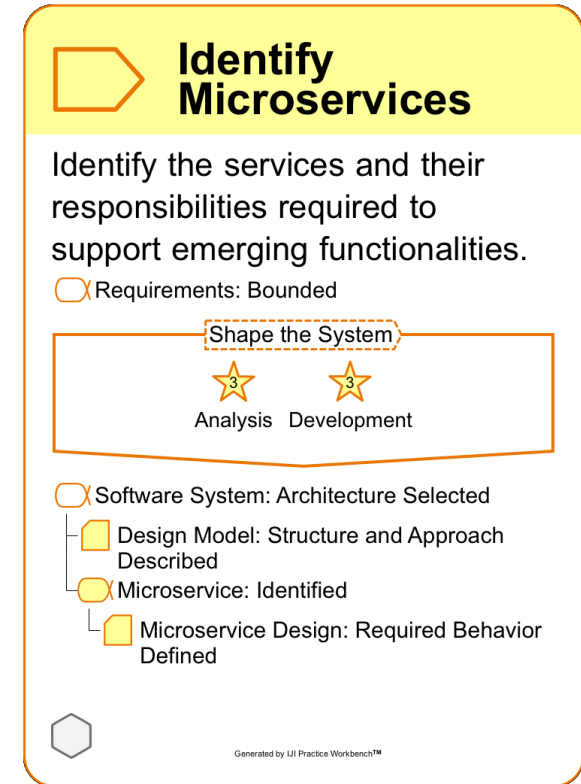 Identify
Microservices
Identify the services and their
responsibilities required to
support emerging functionalities.
Requirements: Bounded
Shape the System
3
3
Analysis
Development
Software System: Architecture Selected
Design Model: Structure and Approach
Described
Microservice: Identified
Microservice Design: Required Behavior
Defined
Generated by IJI Practice Workbench™